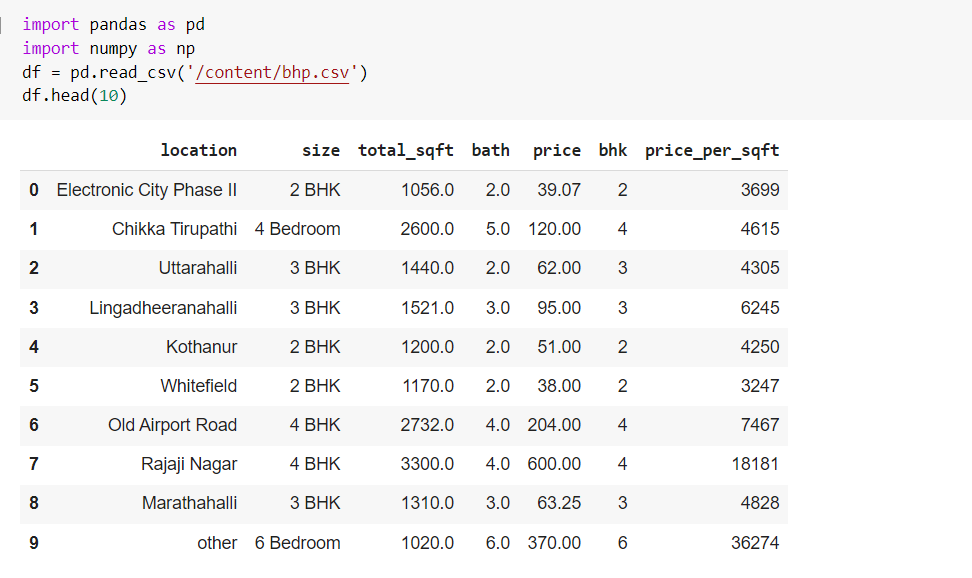 import pandas as pd
import numpy as np
df = pd.read_csv('/content/bhp.csv')
df.head(10)
location size total_sqft bath price bhk price_per_sqft
0 Electronic City Phase II 2 BHK 1056.0 2.0 39.07 2 3699
1 Chikka Tirupathi 4 Bedroom 2600.0 5.0 120.00 4 4615
2 Uttarahalli 3 BHK 1440.0 2.0 62.00 3 4305
3 Lingadheeranahalli 3 BHK 1521.0 3.0 95.00 3 6245
4 Kothanur 2 BHK 1200.0 2.0 51.00 2 4250
5 Whitefield 2 BHK 1170.0 2.0 38.00 2 3247
6 Old Airport Road 4 BHK 2732.0 4.0 204.00 4 7467
7 Rajaji Nagar 4 BHK 3300.0 4.0 600.00 4 18181
8 Marathahalli 3 BHK 1310.0 3.0 63.25 3 4828
9 other 6 Bedroom 1020.0 6.0 370.00 6 36274